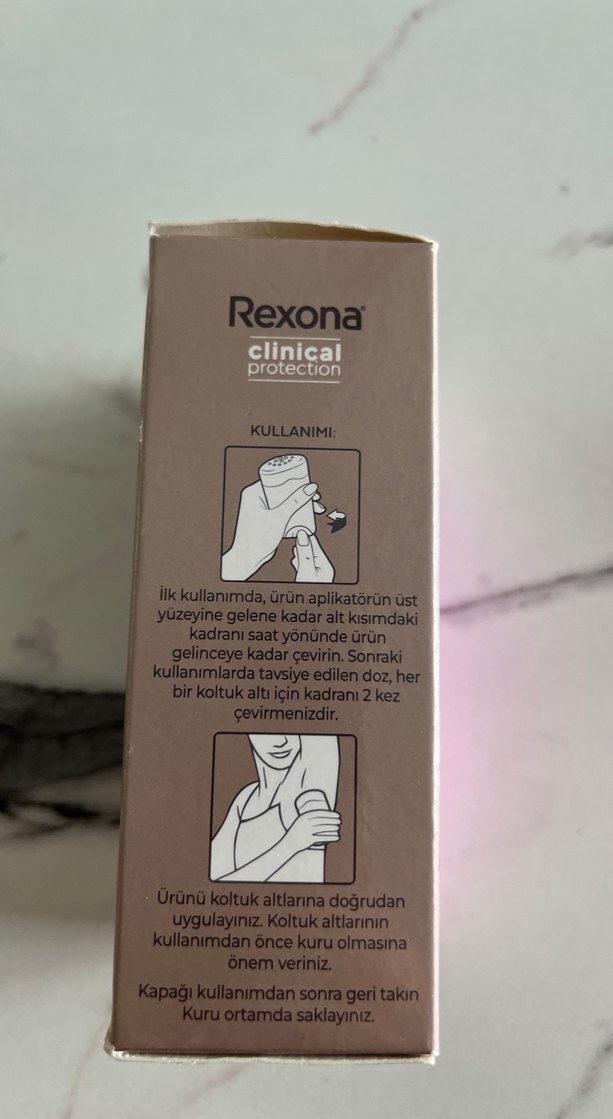 Rexona
clinical
protection
KULLANIMI:
İlk kullanımda, ürün aplikatörün üst
yüzeyine gelene kadar alt kısımdaki
kadranı saat yönünde ürün
gelinceye kadar çevirin. Sonraki
kullanımlarda tavsiye edilen doz, her
bir koltuk altı için kadranı 2 kez
çevirmenizdir.
Ürünü koltuk altlarına doğrudan
uygulayınız. Koltuk altlarının
kullanımdan önce kuru olmasına
önem veriniz.
Kapağı kullanımdan sonra geri takın
Kuru ortamda saklayınız.